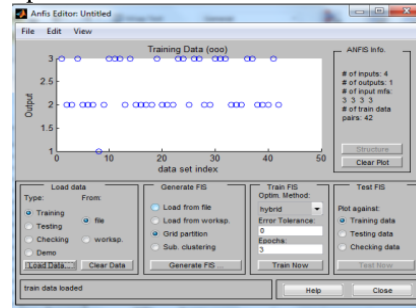 Anfis Editor: Untitled
File Edit View
Training Data (ooo)
ANFIS Info.
3
2.5
2
1.5
1
Output
0 10 20 30 40 50
data set index
# of inputs: 4
# of outputs: 1
# of input mfs:
3 3 3 3
# of train data
pairs: 42
Structure
Clear Plot
Load data
Type: From:
Training
Testing
Checking
Demo
file
worksp.
Load Data... Clear Data
Generate FIS
Load from file
Load from worksp.
Grid partition
Sub. clustering
Generate FIS ...
Train FIS
Optim. Method:
hybrid
Error Tolerance:
0
Epochs:
3
Train Now
Test FIS
Plot against:
Training data
Testing data
Checking data
Test Now
train data loaded
Help Close